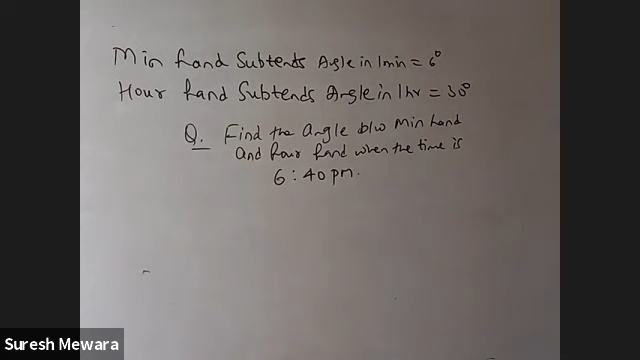 Min hand Subtends Angle in 1min = 6°
Hour hand Subtends Angle in 1hr = 30°
Q. Find the Angle b/w Min hand
and hour hand when the time is
6:40 pm.
Suresh Mewara